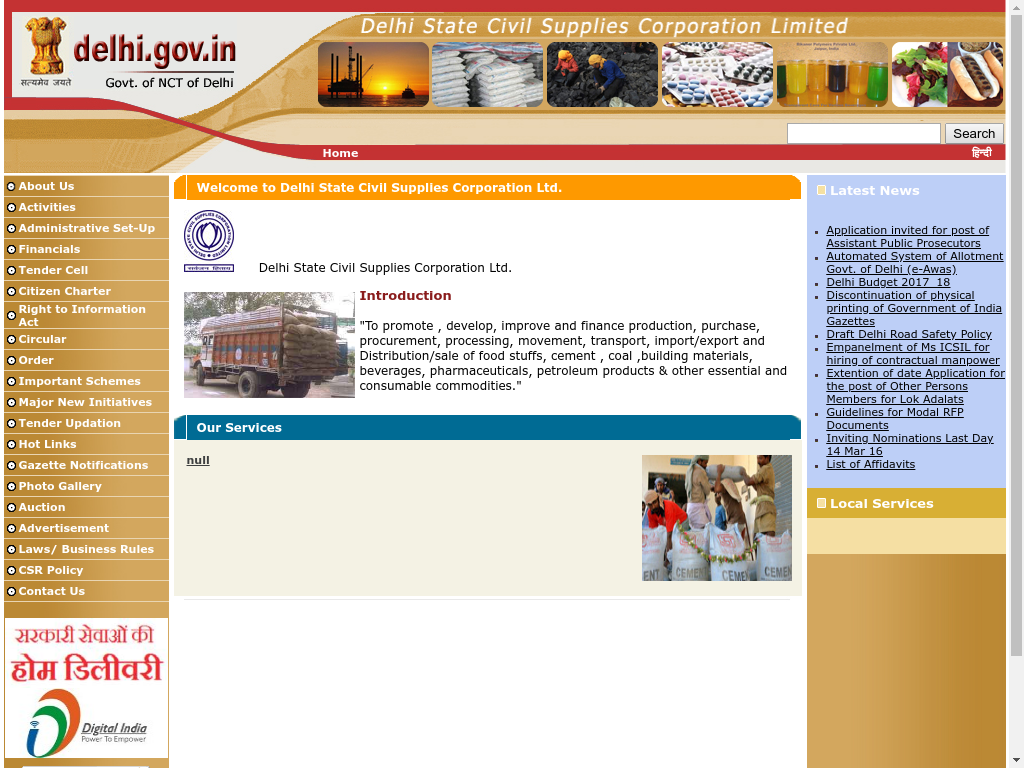 Delhi State Civil Supplies Corporation Limited
delhi.gov.in
सत्यमेव जयते
Govt. of NCT of Delhi
Search
Home
हिन्दी
About Us
Activities
Administrative Set-Up
Financials
Tender Cell
Citizen Charter
Right to Information
Act
Circular
Order
Important Schemes
Major New Initiatives
Tender Updation
Hot Links
Gazette Notifications
Photo Gallery
Auction
Advertisement
Laws/ Business Rules
CSR Policy
Contact Us
सरकारी सेवाओं की
होम डिलीवरी
Digital India
Power To Empower
Welcome to Delhi State Civil Supplies Corporation Ltd.
Delhi State Civil Supplies Corporation Ltd.
Introduction
"To promote , develop, improve and finance production, purchase,
procurement, processing, movement, transport, import/export and
Distribution/sale of food stuffs, cement , coal ,building materials,
beverages, pharmaceuticals, petroleum products & other essential and
consumable commodities."
Our Services
null
CEMENT
CEME
Latest News
Application invited for post of
Assistant Public Prosecutors
Automated System of Allotment
Govt. of Delhi (e-Awas)
Delhi Budget 2017_18
Discontinuation of physical
printing of Government of India
Gazettes
Draft Delhi Road Safety Policy
Empanelment of Ms ICSIL for
hiring of contractual manpower
Extention of date Application for
the post of Other Persons
Members for Lok Adalats
Guidelines for Modal RFP
Documents
Inviting Nominations Last Day
14 Mar 16
List of Affidavits
Local Services